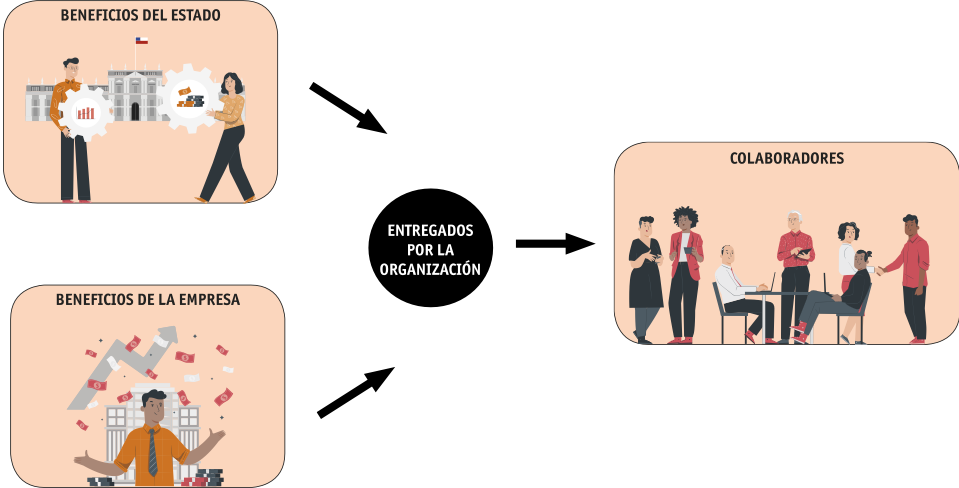 BENEFICIOS DEL ESTADO
BENEFICIOS DE LA EMPRESA
ENTREGADOS
POR LA
ORGANIZACIÓN
COLABORADORES